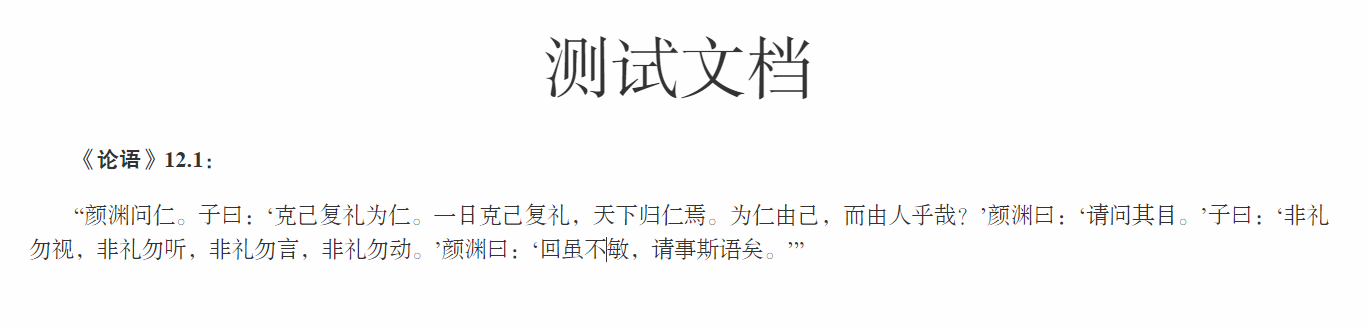 测试文档
《论语》12.1：
“颜渊问仁。子曰：‘克己复礼为仁。一日克己复礼，天下归仁焉。为仁由己，而由人乎哉？’颜渊曰：‘请问其目。’子曰：‘非礼
勿视，非礼勿听，非礼勿言，非礼勿动。’颜渊曰：‘回虽不敏，请事斯语矣。’”